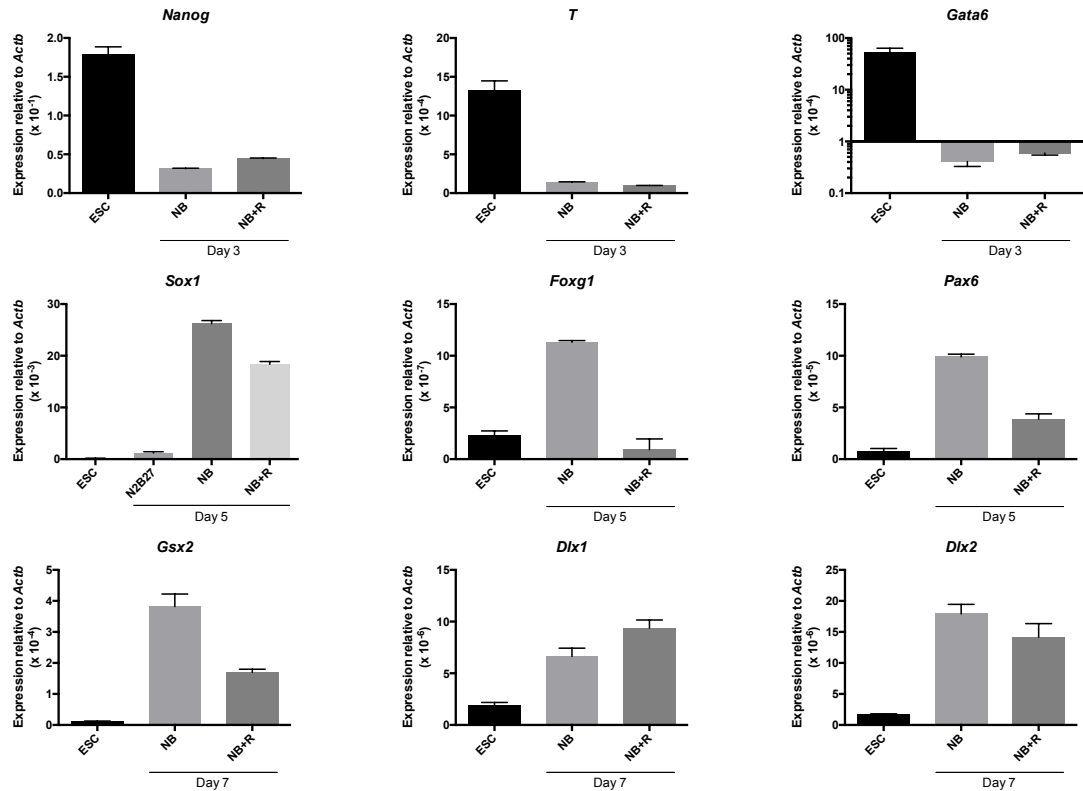 Nanog
Expression relative to Actb
(x 10⁻¹)
2.0
1.5
1.0
0.5
0.0
ESC
NB
NB+R
Day 3
T
Expression relative to Actb
(x 10⁻⁴)
20
15
10
5
0
ESC
NB
NB+R
Day 3
Gata6
Expression relative to Actb
(x 10⁻⁴)
100
10
1
0.1
ESC
NB
NB+R
Day 3
Sox1
Expression relative to Actb
(x 10⁻³)
30
20
10
0
ESC
N2B27
NB
NB+R
Day 5
Foxg1
Expression relative to Actb
(x 10⁻⁷)
15
10
5
0
ESC
NB
NB+R
Day 5
Pax6
Expression relative to Actb
(x 10⁻⁵)
15
10
5
0
ESC
NB
NB+R
Day 5
Gsx2
Expression relative to Actb
(x 10⁻⁴)
5
4
3
2
1
0
ESC
NB
NB+R
Day 7
Dlx1
Expression relative to Actb
(x 10⁻⁶)
15
10
5
0
ESC
NB
NB+R
Day 7
Dlx2
Expression relative to Actb
(x 10⁻⁶)
25
20
15
10
5
0
ESC
NB
NB+R
Day 7